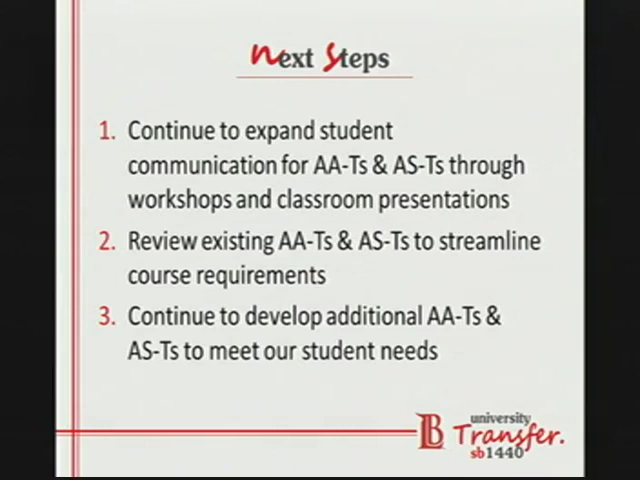 Next Steps
1. Continue to expand student
communication for AA-Ts & AS-Ts through
workshops and classroom presentations
2. Review existing AA-Ts & AS-Ts to streamline
course requirements
3. Continue to develop additional AA-Ts &
AS-Ts to meet our student needs
B university
Transfer.
sb1440